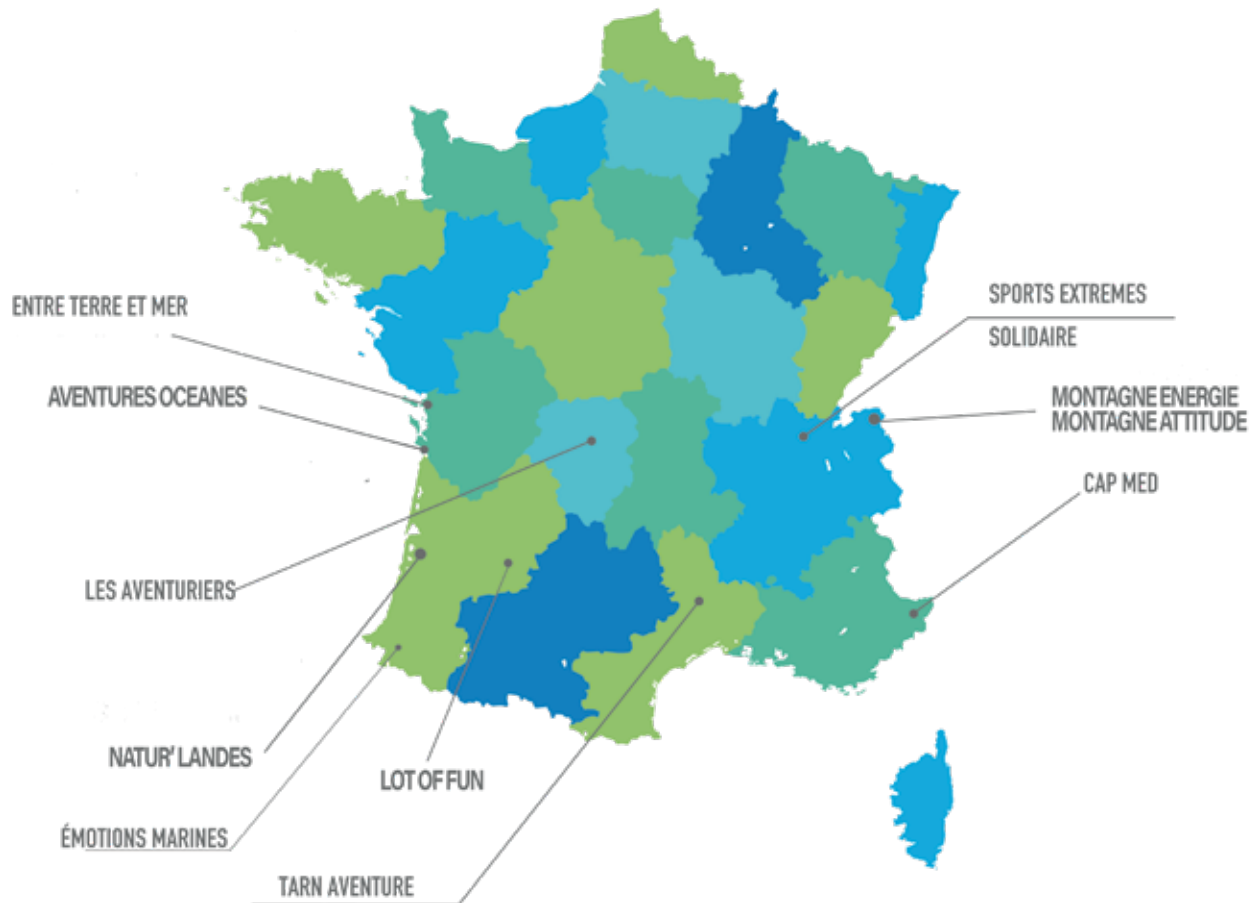 ENTRE TERRE ET MER
SPORTS EXTREMES
SOLIDAIRE
AVENTURES OCEANES
MONTAGNE ENERGIE
MONTAGNE ATTITUDE
CAP MED
LES AVENTURIERS
NATUR' LANDES
LOT OF FUN
ÉMOTIONS MARINES
TARN AVENTURE